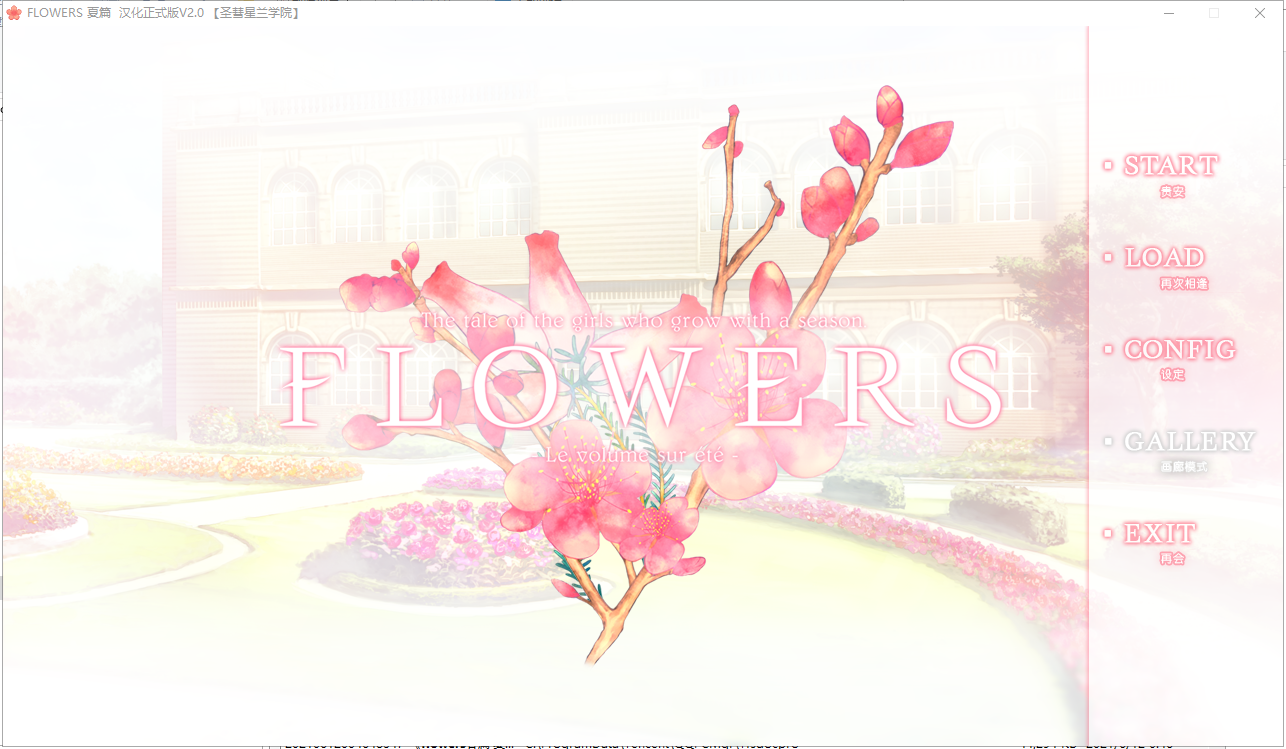 FLOWERS 夏篇 汉化正式版V2.0 【圣彗星兰学院】
The tale of the girls who grow with a season.
FLOWERS
- Le volume sur été -
START
贵安
LOAD
再次相逢
CONFIG
设定
GALLERY
画廊模式
EXIT
再会